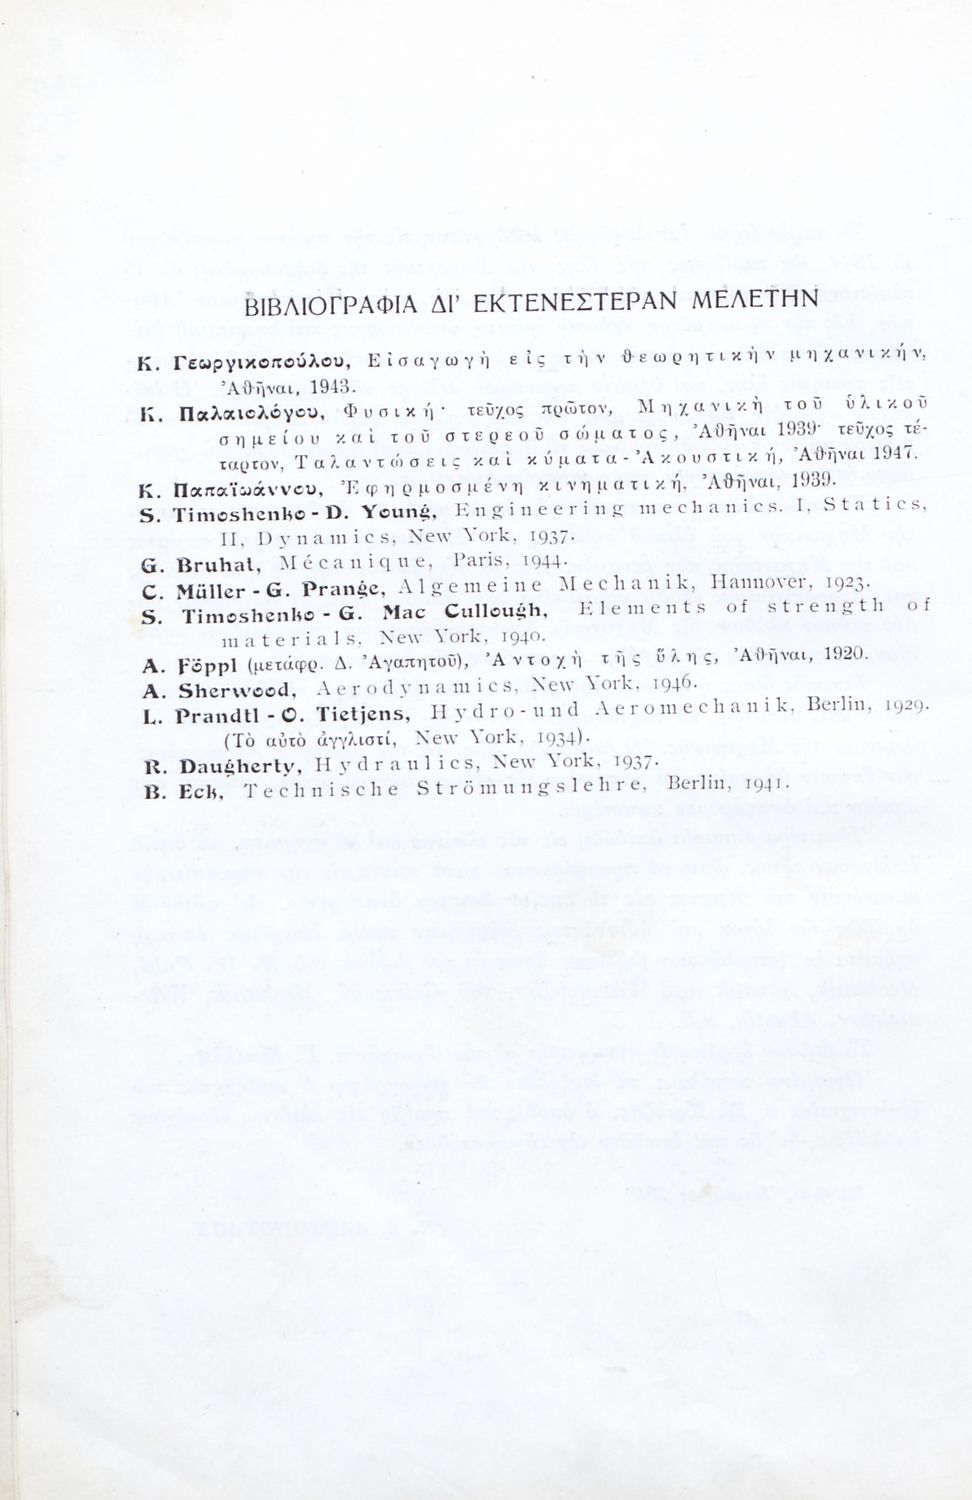 ΒΙΒΛΙΟΓΡΑΦΙΑ ΔΙ' ΕΚΤΕΝΕΣΤΕΡΑΝ ΜΕΛΕΤΗΝ
Κ. Γεωργικοπούλου, Εἰσαγωγὴ εἰς τὴν θεωρητικὴν μηχανικήν,
Ἀθῆναι, 1943.
Κ. Παλαιολόγου, Φυσική· τεῦχος πρῶτον, Μηχανικὴ τοῦ ὑλικοῦ
σημείου καὶ τοῦ στερεοῦ σώματος, Ἀθῆναι 1939· τεῦχος τέ-
ταρτον, Ταλαντώσεις καὶ κύματα - Ἀκουστική, Ἀθῆναι 1947.
Κ. Παπαϊωάννου, Ἐφηρμοσμένη κινηματική, Ἀθῆναι, 1939.
S. Timoshenko - D. Young, Engineering mechanics. I, Statics,
II, Dynamics, New York, 1937.
G. Bruhat, Mécanique, Paris, 1944.
C. Müller - G. Prange, Algemeine Mechanik, Hannover, 1923.
S. Timoshenko - G. Mac Cullough, Elements of strength of
materials, New York, 1940.
A. Föppl (μετάφρ. Δ. Ἀγαπητοῦ), Ἀντοχὴ τῆς ὕλης, Ἀθῆναι, 1920.
A. Sherwood, Aerodynamics, New York, 1946.
L. Prandtl - O. Tietjens, Hydro-und Aeromechanik, Berlin, 1929.
(Τὸ αὐτὸ ἀγγλιστί, New York, 1934).
R. Daugherty, Hydraulics, New York, 1937.
B. Eck, Technische Strömungslehre, Berlin, 1941.